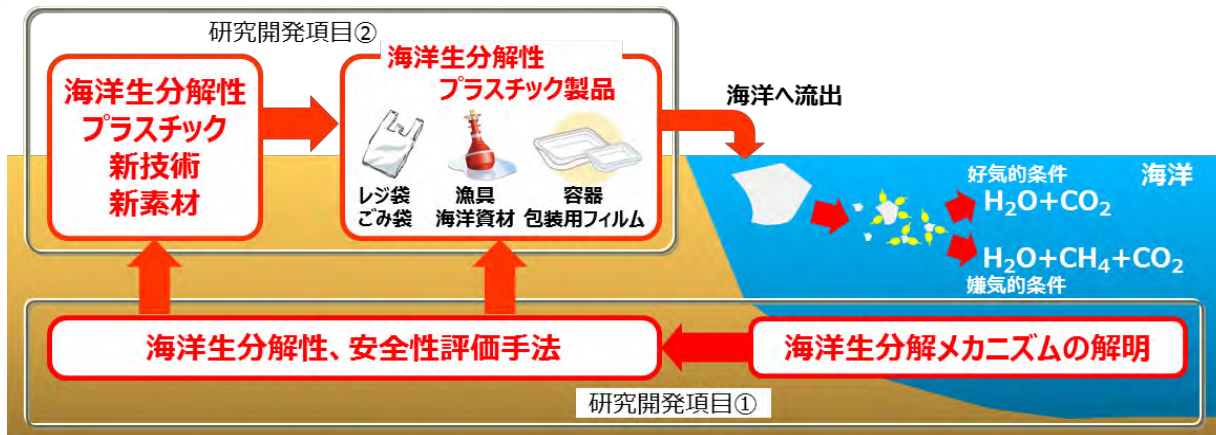 研究開発項目②
海洋生分解性
プラスチック
新技術
新素材
海洋生分解性
プラスチック製品
レジ袋
ごみ袋
漁具
海洋資材
容器
包装用フィルム
海洋へ流出
海洋
好気的条件
H₂O+CO₂
H₂O+CH₄+CO₂
嫌気的条件
海洋生分解性、安全性評価手法
海洋生分解メカニズムの解明
研究開発項目①